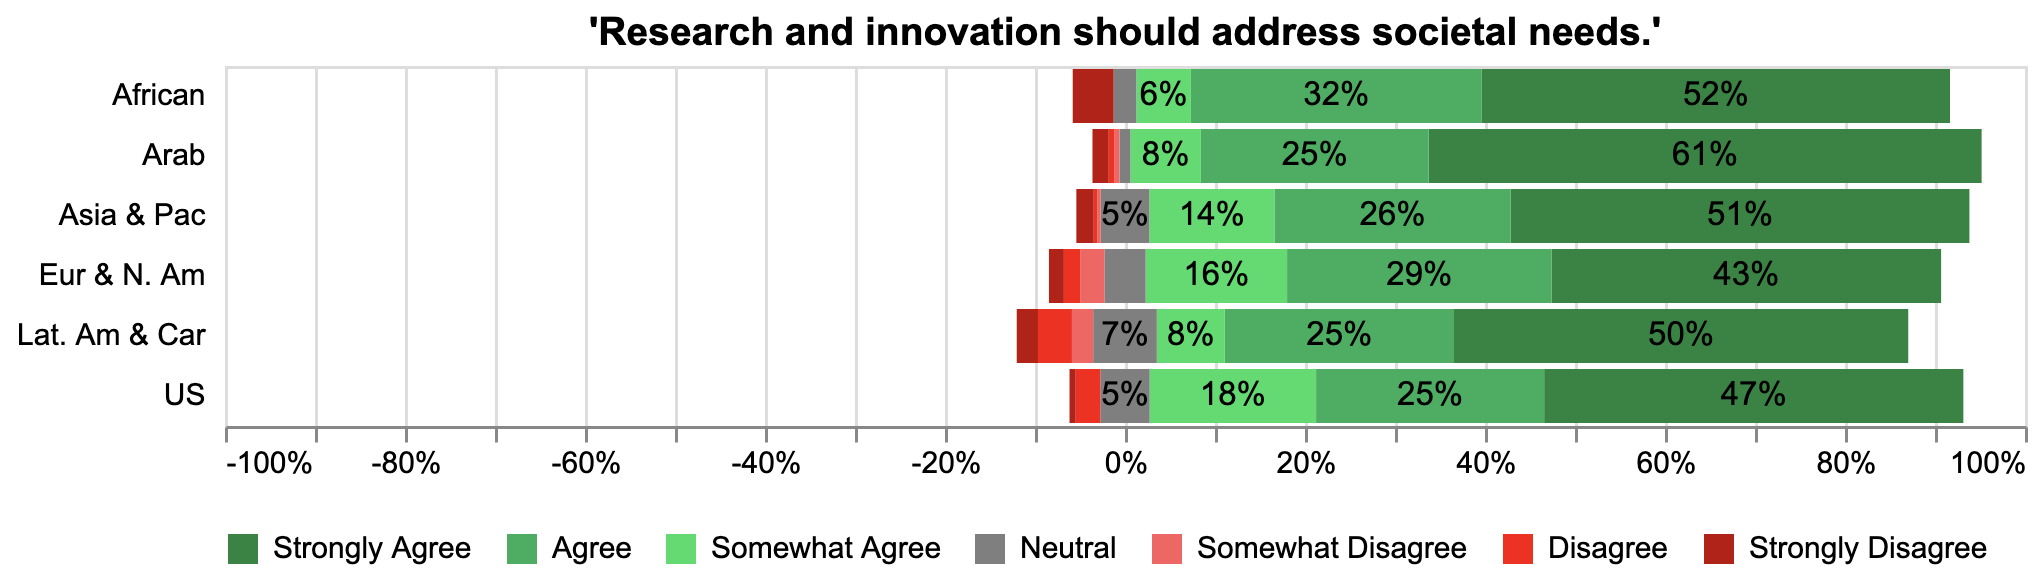 'Research and innovation should address societal needs.'
African 6% 32% 52%
Arab 8% 25% 61%
Asia & Pac 5% 14% 26% 51%
Eur & N. Am 16% 29% 43%
Lat. Am & Car 7% 8% 25% 50%
US 5% 18% 25% 47%
-100% -80% -60% -40% -20% 0% 20% 40% 60% 80% 100%
Strongly Agree Agree Somewhat Agree Neutral Somewhat Disagree Disagree Strongly Disagree